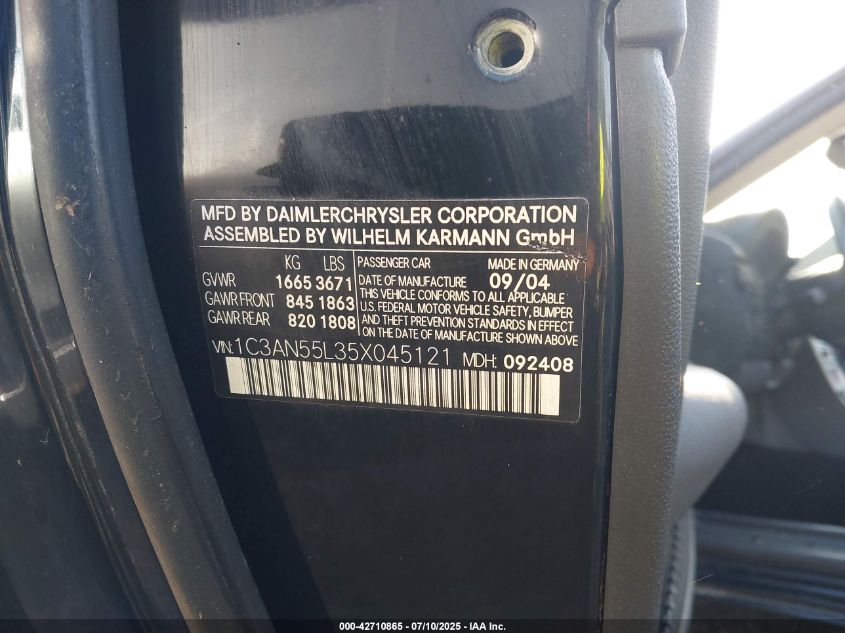 MFD BY DAIMLERCHRYSLER CORPORATION
ASSEMBLED BY WILHELM KARMANN GmbH
KG LBS
GVWR 1665 3671
GAWR FRONT 845 1863
GAWR REAR 820 1808
PASSENGER CAR MADE IN GERMANY
DATE OF MANUFACTURE 09/04
THIS VEHICLE CONFORMS TO ALL APPLICABLE
U.S. FEDERAL MOTOR VEHICLE SAFETY, BUMPER
AND THEFT PREVENTION STANDARDS IN EFFECT
ON THE DATE OF MANUFACTURE SHOWN ABOVE
VIN: 1C3AN55L35X045121 MDH: 092408
000-42710865 - 07/10/2025 - IAA Inc.